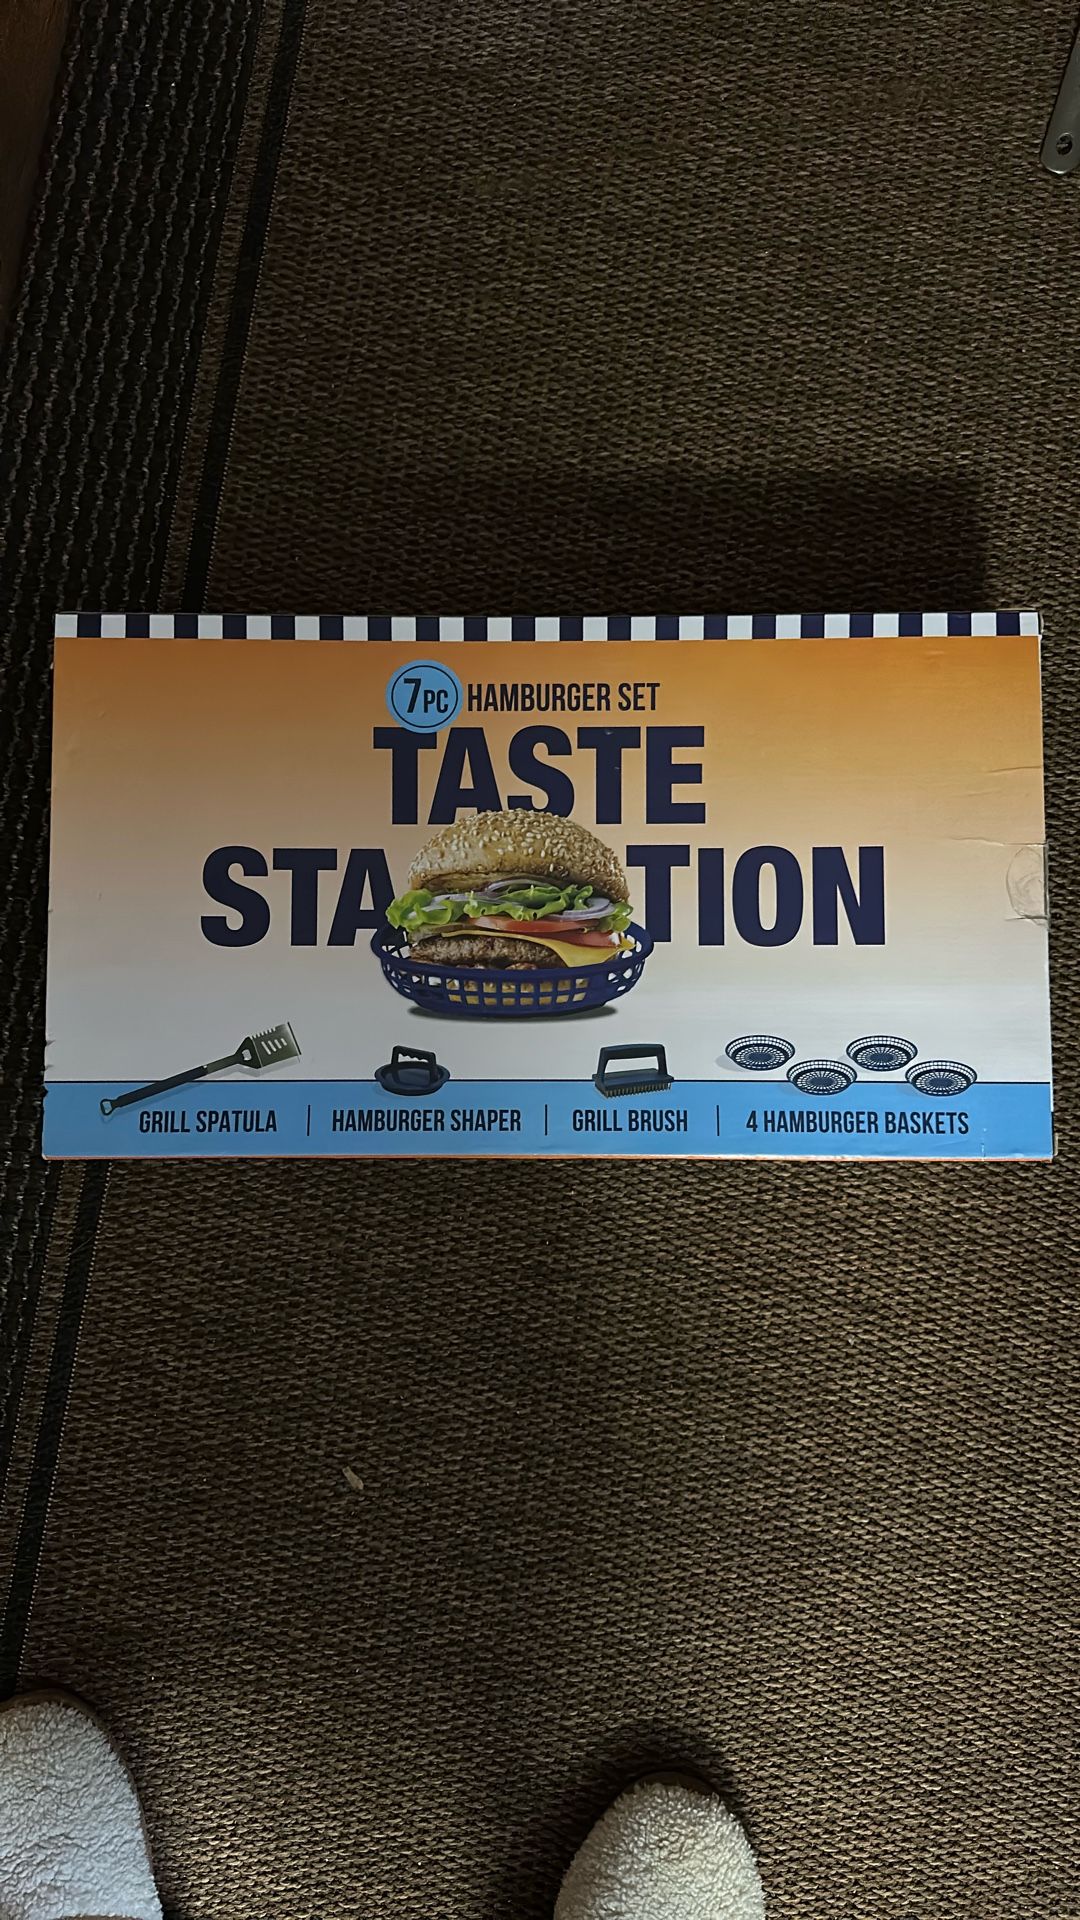 7PC HAMBURGER SET
TASTE
STATION
GRILL SPATULA | HAMBURGER SHAPER | GRILL BRUSH | 4 HAMBURGER BASKETS